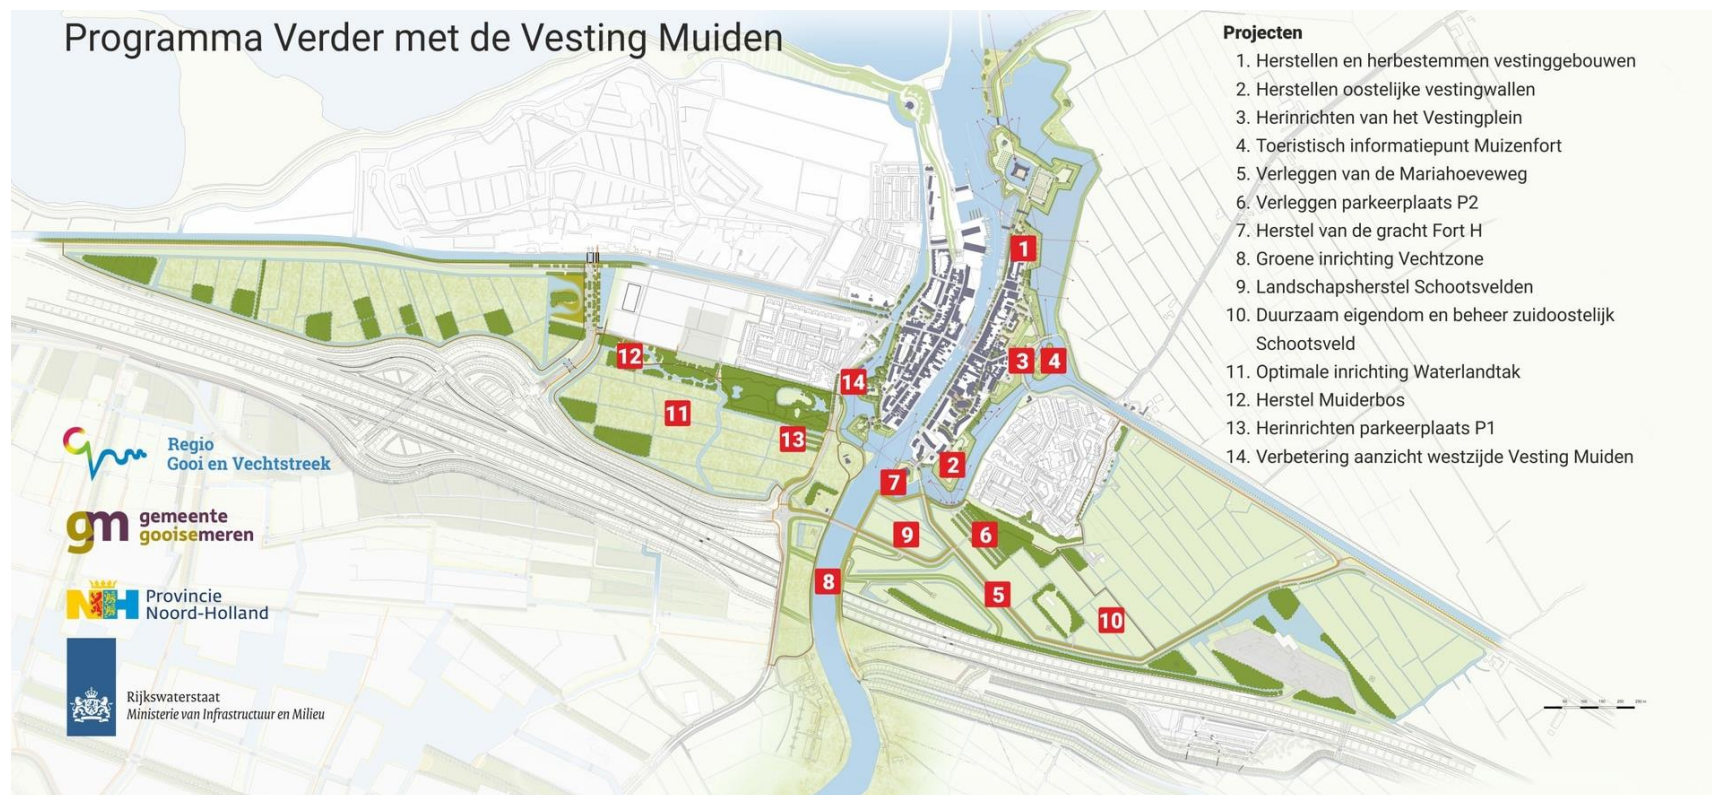 Programma Verder met de Vesting Muiden
Projecten
1. Herstellen en herbestemmen vestinggebouwen
2. Herstellen oostelijke vestingwallen
3. Herinrichten van het Vestingplein
4. Toeristisch informatiepunt Muizenfort
5. Verleggen van de Mariahoeveweg
6. Verleggen parkeerplaats P2
7. Herstel van de gracht Fort H
8. Groene inrichting Vechtzone
9. Landschapsherstel Schootsvelden
10. Duurzaam eigendom en beheer zuidoostelijk
Schootsveld
11. Optimale inrichting Waterlandtak
12. Herstel Muiderbos
13. Herinrichten parkeerplaats P1
14. Verbetering aanzicht westzijde Vesting Muiden
1
12
3
4
14
11
13
2
7
9
6
8
5
10
Regio
Gooi en Vechtstreek
gm
gemeente
gooisemeren
NH
Provincie
Noord-Holland
Rijkswaterstaat
Ministerie van Infrastructuur en Milieu